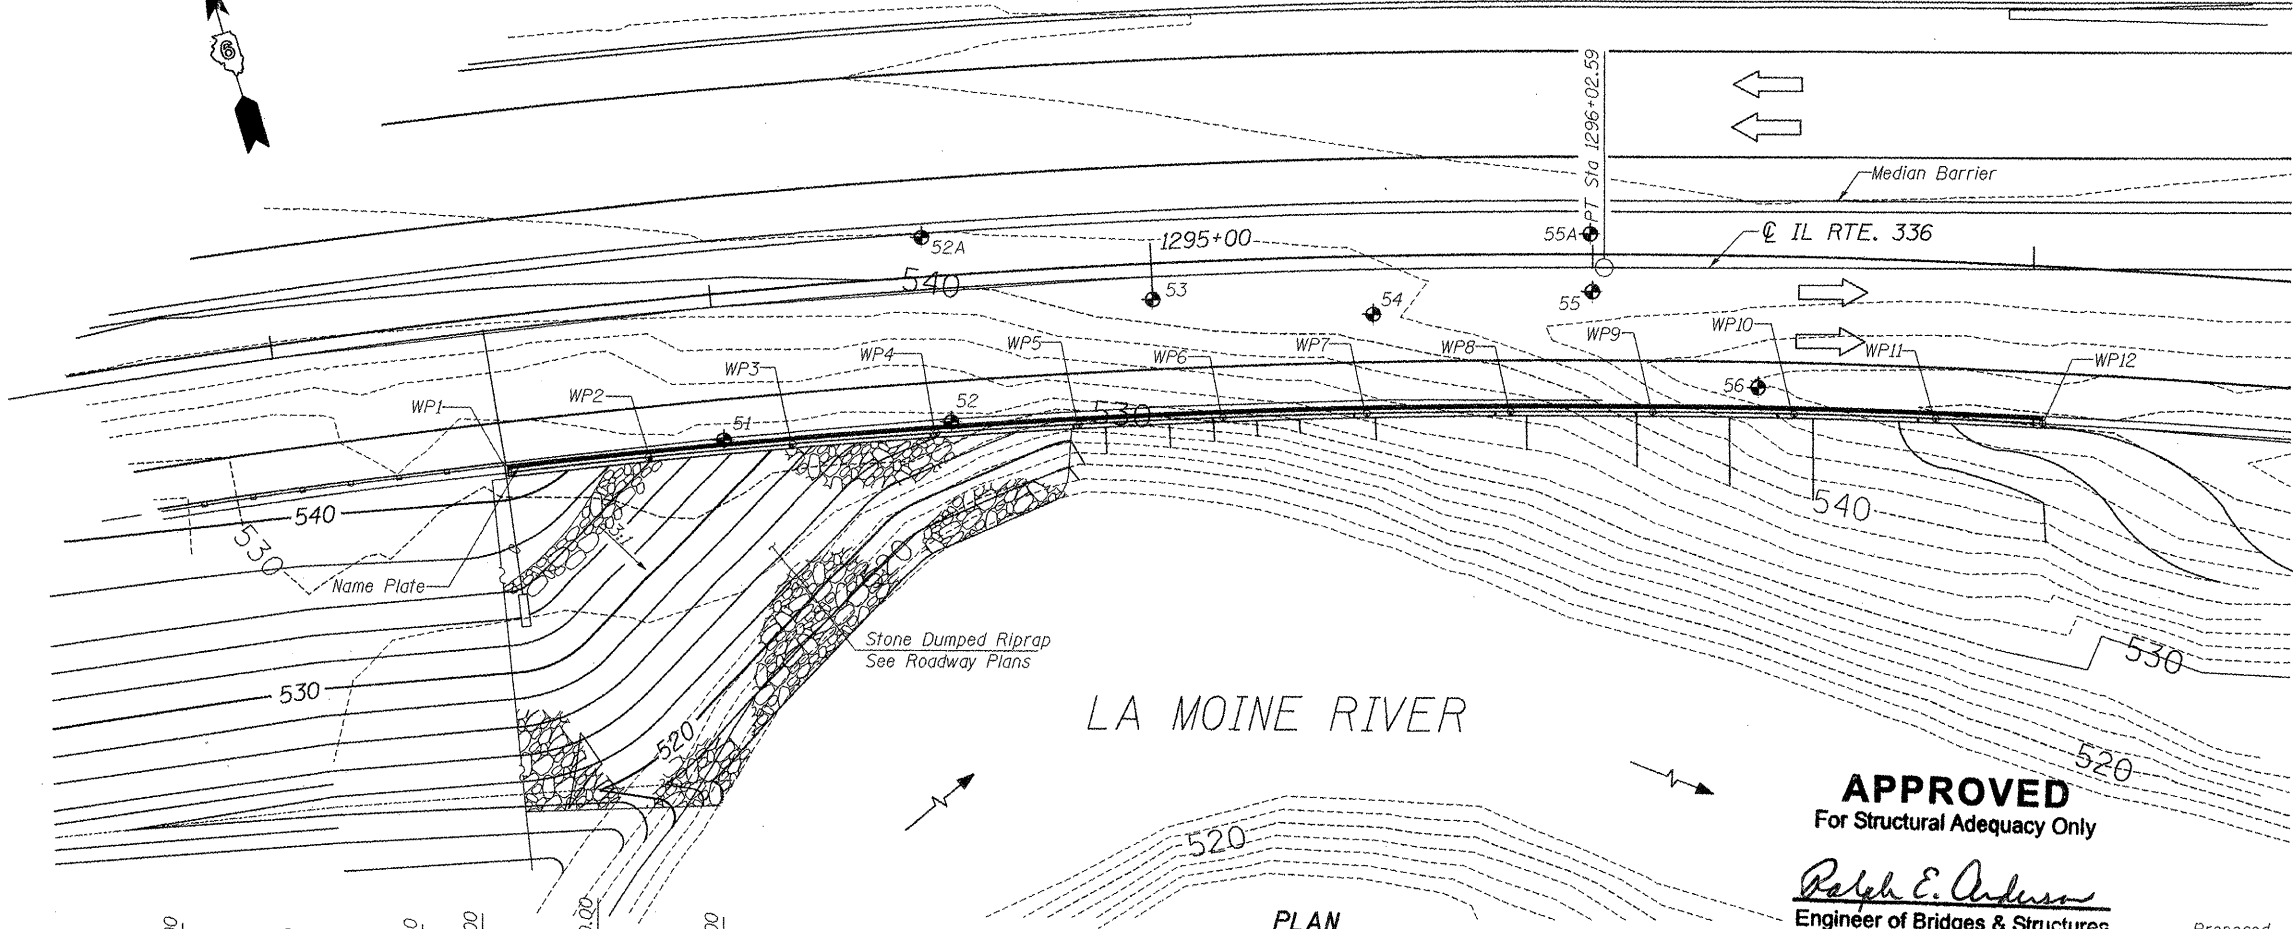 6
PT Sta 1296+02.59
Median Barrier
℄ IL RTE. 336
52A
1295+00
55A
540
53
54
55
WP1
WP2
WP3
WP4
WP5
WP6
WP7
WP8
WP9
WP10
WP11
WP12
51
52
530
56
540
530
540
Name Plate
Stone Dumped Riprap
See Roadway Plans
530
530
LA MOINE RIVER
520
520
520
APPROVED
For Structural Adequacy Only
Ralph E. Anderson
Engineer of Bridges & Structures
PLAN
Proposed